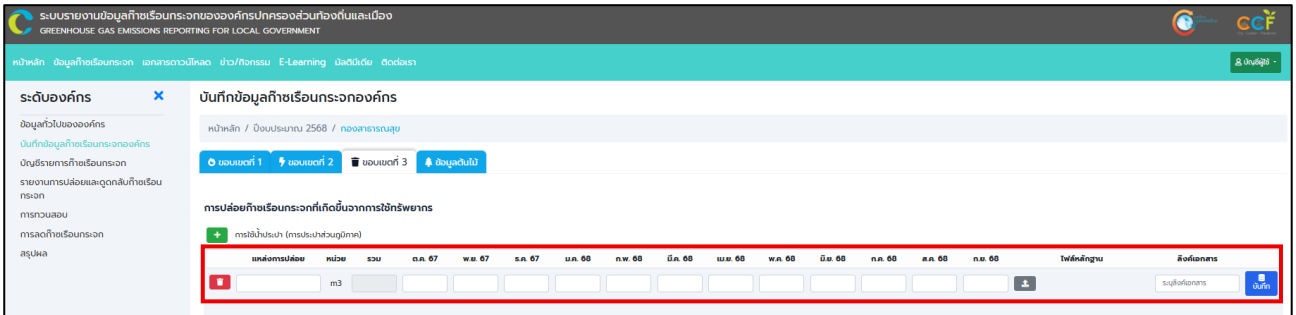 ระบบรายงานข้อมูลก๊าซเรือนกระจกขององค์กรปกครองส่วนท้องถิ่นและเมือง
GREENHOUSE GAS EMISSIONS REPORTING FOR LOCAL GOVERNMENT
CCF
หน้าหลัก ข้อมูลก๊าซเรือนกระจก เอกสารดาวน์โหลด ข่าว/กิจกรรม E-Learning มัลติมีเดีย ติดต่อเรา
บัญชีผู้ใช้
ระดับองค์กร
ข้อมูลทั่วไปขององค์กร
บันทึกข้อมูลก๊าซเรือนกระจกองค์กร
บัญชีรายการก๊าซเรือนกระจก
รายงานการปล่อยและดูดกลับก๊าซเรือน
กระจก
การทวนสอบ
การลดก๊าซเรือนกระจก
สรุปผล
บันทึกข้อมูลก๊าซเรือนกระจกองค์กร
หน้าหลัก / ปีงบประมาณ 2568 / กองสาธารณสุข
ขอบเขตที่ 1 ขอบเขตที่ 2 ขอบเขตที่ 3 ข้อมูลต้นไม้
การปล่อยก๊าซเรือนกระจกที่เกิดขึ้นจากการใช้ทรัพยากร
+ การใช้น้ำประปา (การประปาส่วนภูมิภาค)
แหล่งการปล่อย หน่วย รวม ต.ค. 67 พ.ย. 67 ธ.ค. 67 ม.ค. 68 ก.พ. 68 มี.ค. 68 เม.ย. 68 พ.ค. 68 มิ.ย. 68 ก.ค. 68 ส.ค. 68 ก.ย. 68 ไฟล์หลักฐาน ลิงค์เอกสาร
m3 ระบุลิงค์เอกสาร บันทึก